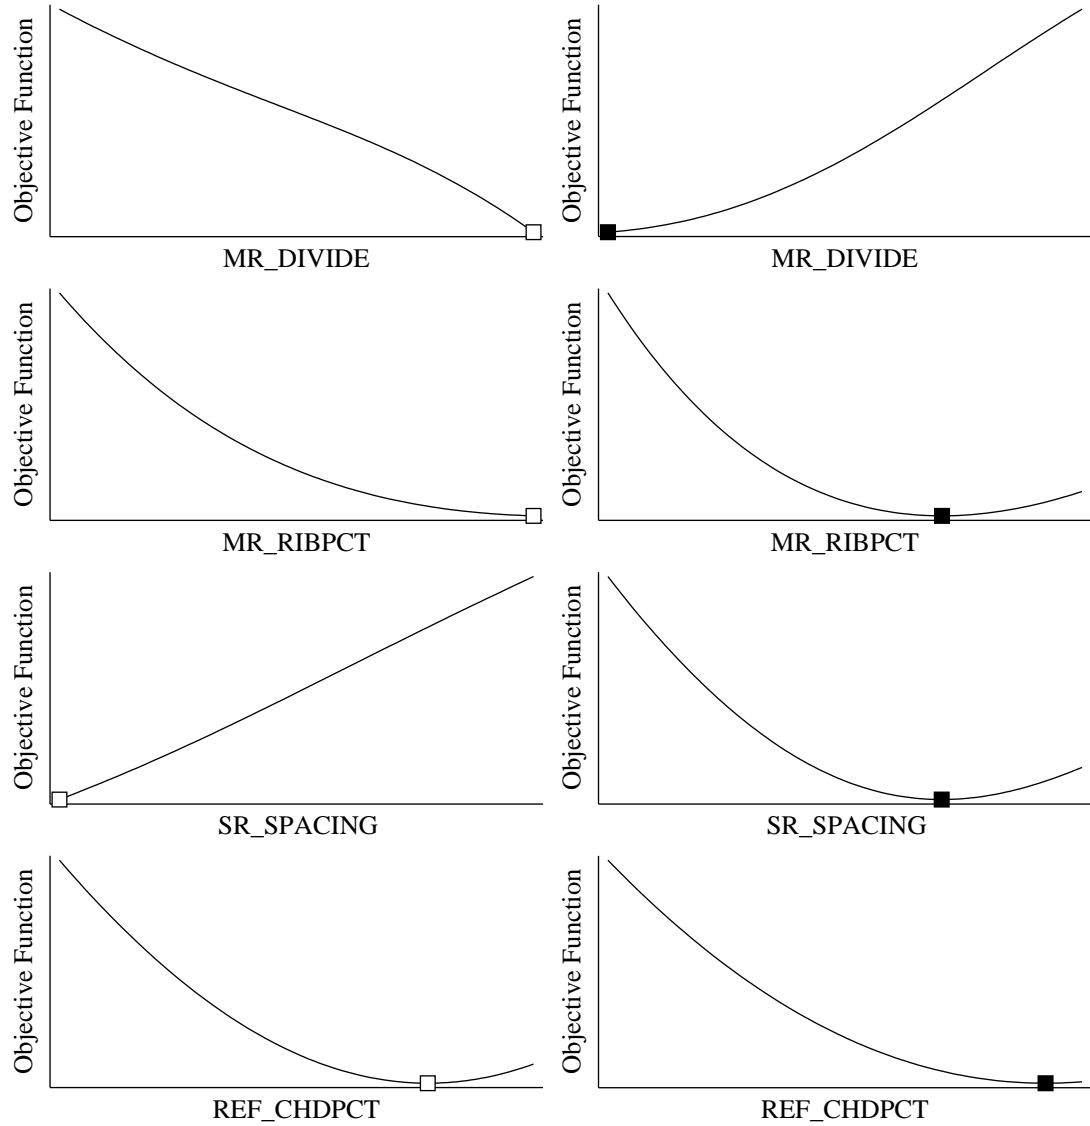 Objective Function
MR_DIVIDE
Objective Function
MR_DIVIDE
Objective Function
MR_RIBPCT
Objective Function
MR_RIBPCT
Objective Function
SR_SPACING
Objective Function
SR_SPACING
Objective Function
REF_CHDPCT
Objective Function
REF_CHDPCT